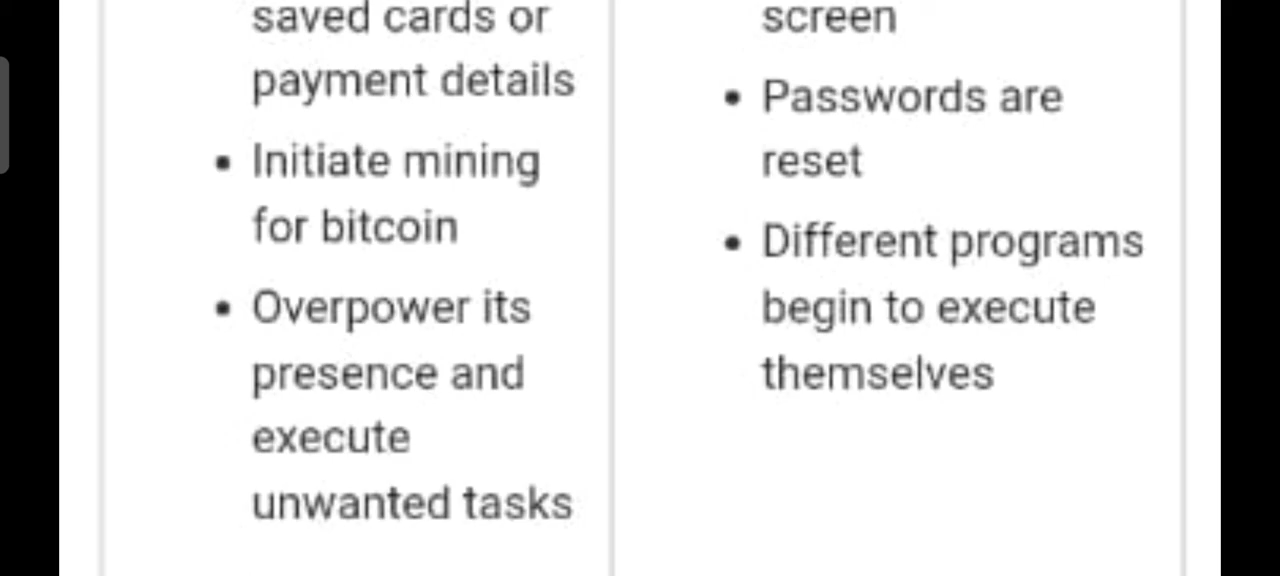 saved cards or
payment details
• Initiate mining
for bitcoin
• Overpower its
presence and
execute
unwanted tasks
screen
• Passwords are
reset
• Different programs
begin to execute
themselves